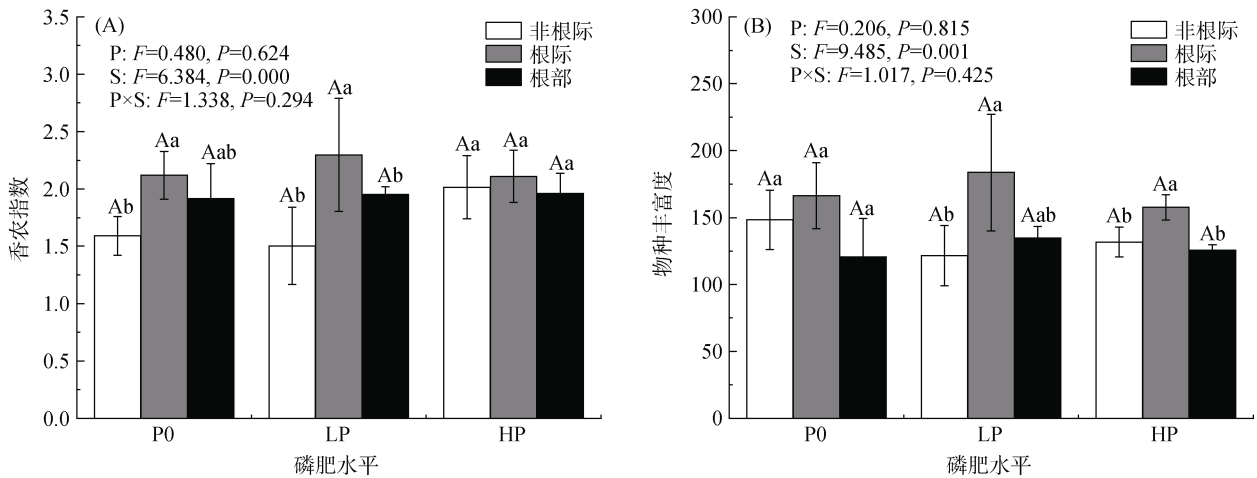 (A)
P: F=0.480, P=0.624
S: F=6.384, P=0.000
P×S: F=1.338, P=0.294
非根际
根际
根部
香农指数
3.5
3.0
2.5
2.0
1.5
1.0
0.5
0.0
Ab Aa Aab
Ab Aa Ab
Aa Aa Aa
P0 LP HP
磷肥水平
(B)
P: F=0.206, P=0.815
S: F=9.485, P=0.001
P×S: F=1.017, P=0.425
非根际
根际
根部
物种丰富度
300
250
200
150
100
50
0
Aa Aa Aa
Ab Aa Aab
Ab Aa Ab
P0 LP HP
磷肥水平